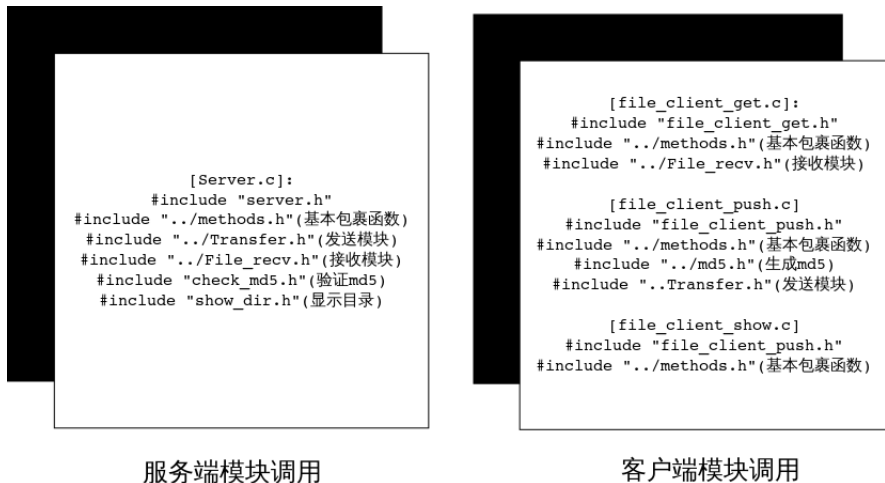 [Server.c]:
#include "server.h"
#include "../methods.h"(基本包裹函数)
#include "../Transfer.h"(发送模块)
#include "../File_recv.h"(接收模块)
#include "check_md5.h"(验证md5)
#include "show_dir.h"(显示目录)
服务端模块调用
[file_client_get.c]:
#include "file_client_get.h"
#include "../methods.h"(基本包裹函数)
#include "../File_recv.h"(接收模块)
[file_client_push.c]
#include "file_client_push.h"
#include "../methods.h"(基本包裹函数)
#include "../md5.h"(生成md5)
#include "..Transfer.h"(发送模块)
[file_client_show.c]
#include "file_client_push.h"
#include "../methods.h"(基本包裹函数)
客户端模块调用